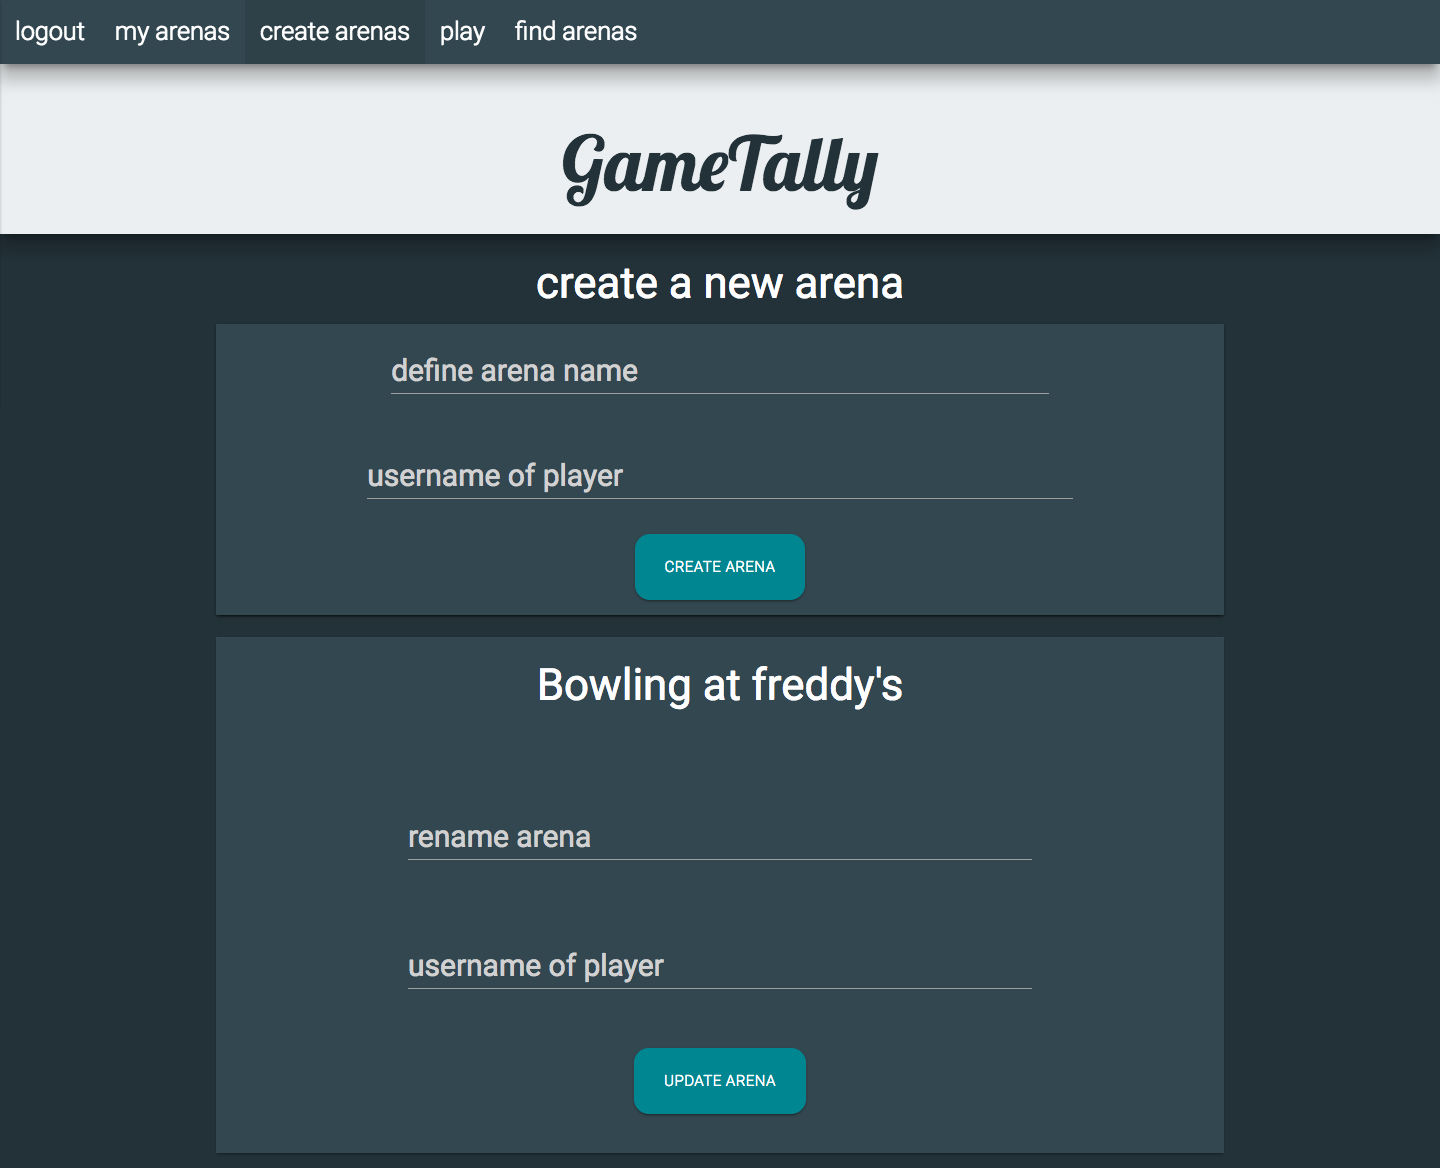 logout my arenas create arenas play find arenas
GameTally
create a new arena
define arena name
username of player
CREATE ARENA
Bowling at freddy's
rename arena
username of player
UPDATE ARENA